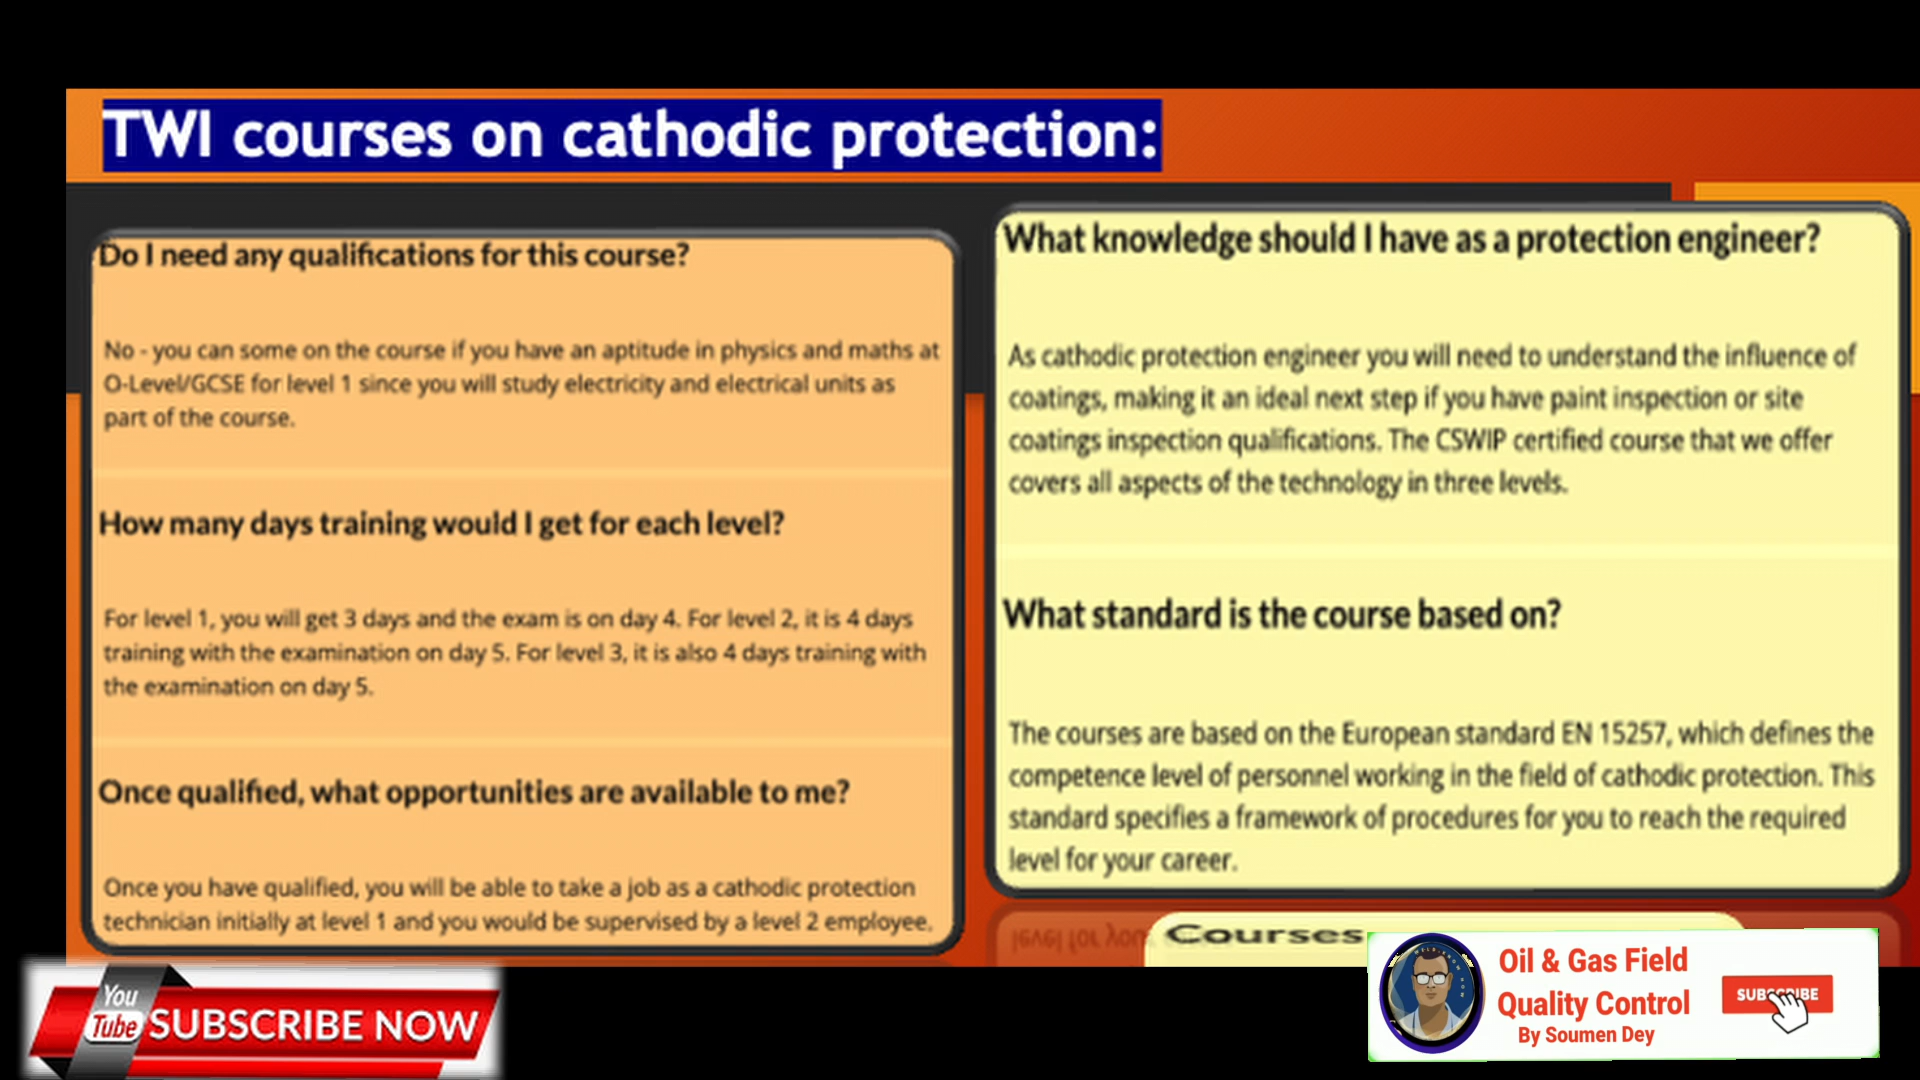 TWI courses on cathodic protection:
Do I need any qualifications for this course?
No - you can some on the course if you have an aptitude in physics and maths at
O-Level/GCSE for level 1 since you will study electricity and electrical units as
part of the course.
How many days training would I get for each level?
For level 1, you will get 3 days and the exam is on day 4. For level 2, it is 4 days
training with the examination on day 5. For level 3, it is also 4 days training with
the examination on day 5.
Once qualified, what opportunities are available to me?
Once you have qualified, you will be able to take a job as a cathodic protection
technician initially at level 1 and you would be supervised by a level 2 employee.
What knowledge should I have as a protection engineer?
As cathodic protection engineer you will need to understand the influence of
coatings, making it an ideal next step if you have paint inspection or site
coatings inspection qualifications. The CSWIP certified course that we offer
covers all aspects of the technology in three levels.
What standard is the course based on?
The courses are based on the European standard EN 15257, which defines the
competence level of personnel working in the field of cathodic protection. This
standard specifies a framework of procedures for you to reach the required
level for your career.
Courses
You
Tube
SUBSCRIBE NOW
Oil & Gas Field
Quality Control
By Soumen Dey
SUBSCRIBE